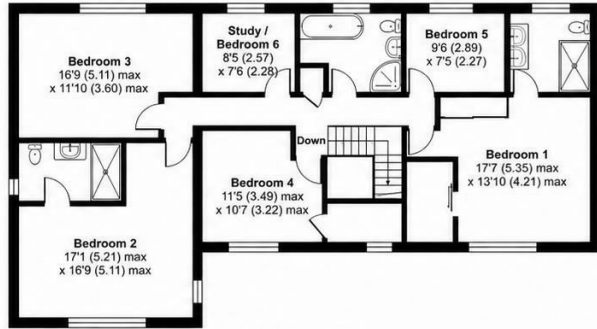 Bedroom 3
16'9 (5.11) max
x 11'10 (3.60) max
Study /
Bedroom 6
8'5 (2.57)
x 7'6 (2.28)
Bedroom 5
9'6 (2.89)
x 7'5 (2.27)
Down
Bedroom 4
11'5 (3.49) max
x 10'7 (3.22) max
Bedroom 1
17'7 (5.35) max
x 13'10 (4.21) max
Bedroom 2
17'1 (5.21) max
x 16'9 (5.11) max